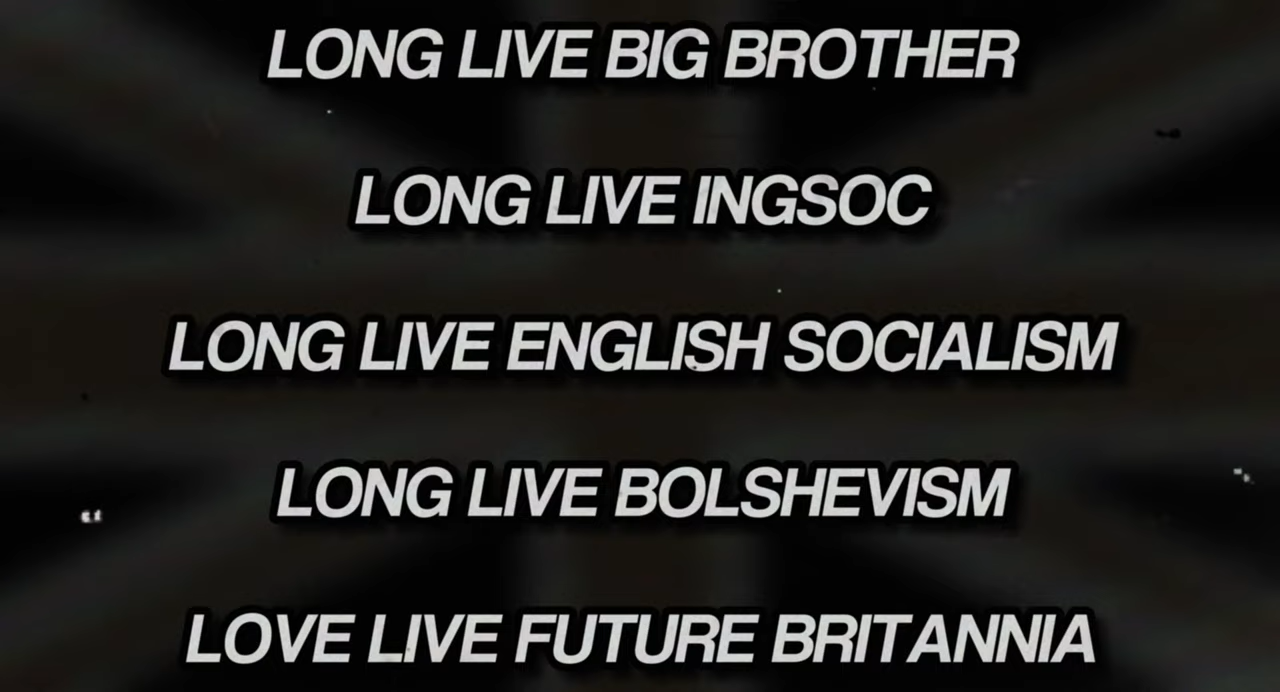 LONG LIVE BIG BROTHER
LONG LIVE INGSOC
LONG LIVE ENGLISH SOCIALISM
LONG LIVE BOLSHEVISM
LOVE LIVE FUTURE BRITANNIA